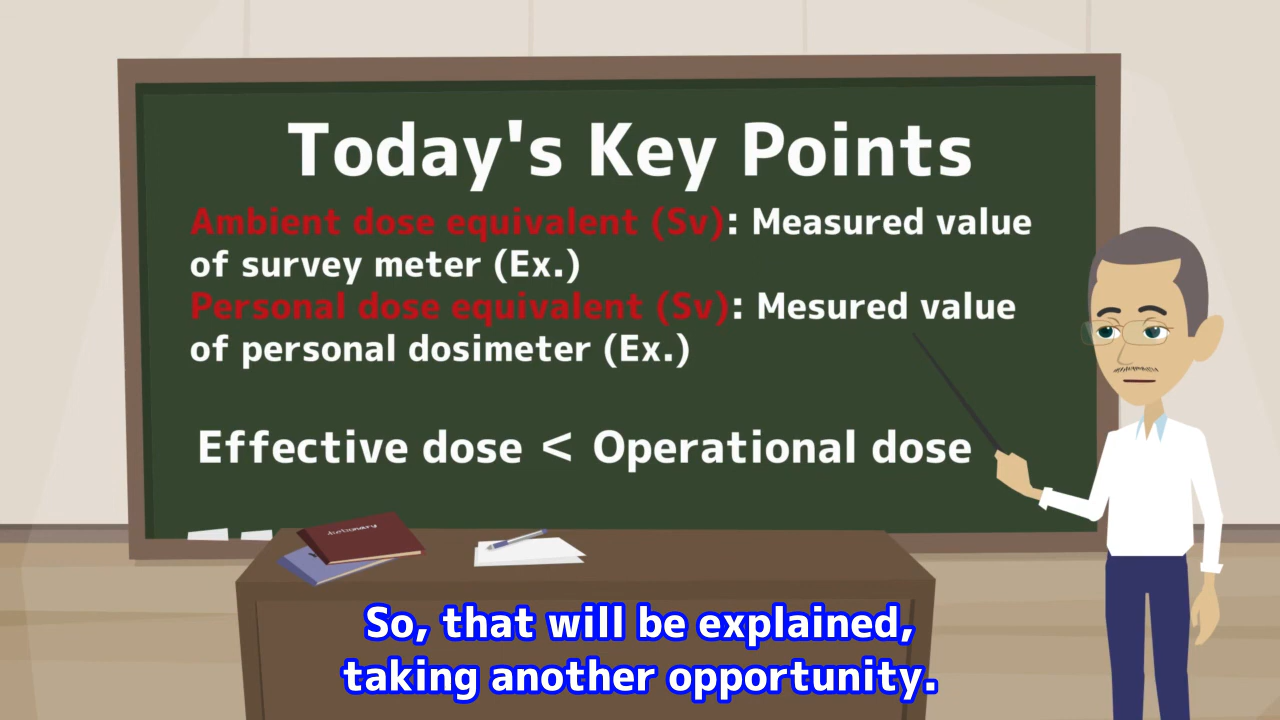 Today's Key Points
Ambient dose equivalent (Sv): Measured value
of survey meter (Ex.)
Personal dose equivalent (Sv): Mesured value
of personal dosimeter (Ex.)
Effective dose < Operational dose
So, that will be explained,
taking another opportunity.